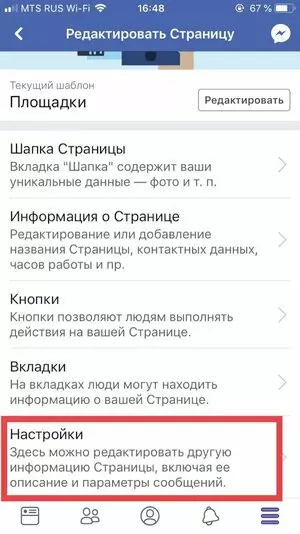 MTS RUS Wi-Fi 16:48 67 %
Редактировать Страницу
Текущий шаблон
Площадки
Редактировать
Шапка Страницы
Вкладка "Шапка" содержит ваши
уникальные данные — фото и т. п.
Информация о Странице
Редактирование или добавление
названия Страницы, контактных данных,
часов работы и пр.
Кнопки
Кнопки позволяют людям выполнять
действия на вашей Странице.
Вкладки
На вкладках люди могут находить
информацию о вашей Странице.
Настройки
Здесь можно редактировать другую
информацию Страницы, включая ее
описание и параметры сообщений.